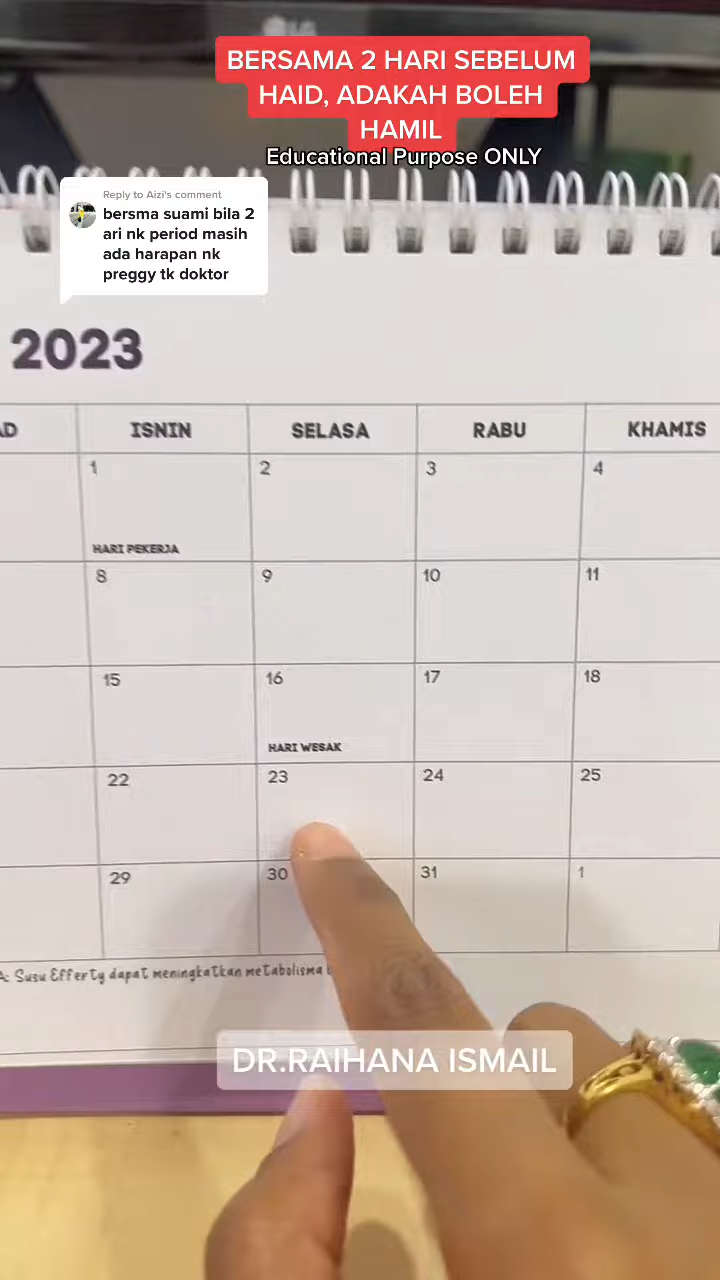 LG
BERSAMA 2 HARI SEBELUM
HAID, ADAKAH BOLEH
HAMIL
Educational Purpose ONLY
Reply to Aizi's comment
bersma suami bila 2
ari nk period masih
ada harapan nk
preggy tk doktor
2023
AD ISNIN SELASA RABU KHAMIS
1 2 3 4
HARI PEKERJA
8 9 10 11
15 16 17 18
HARI WESAK
22 23 24 25
29 30 31 1
A: Susu Efferty dapat meningkatkan metabolisma
DR.RAIHANA ISMAIL